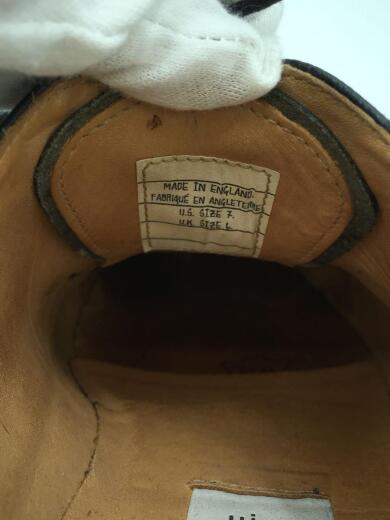 MADE IN ENGLAND.
FABRIQUÉ EN ANGLETERRE
U.S. SIZE 7.
U.K. SIZE 6.